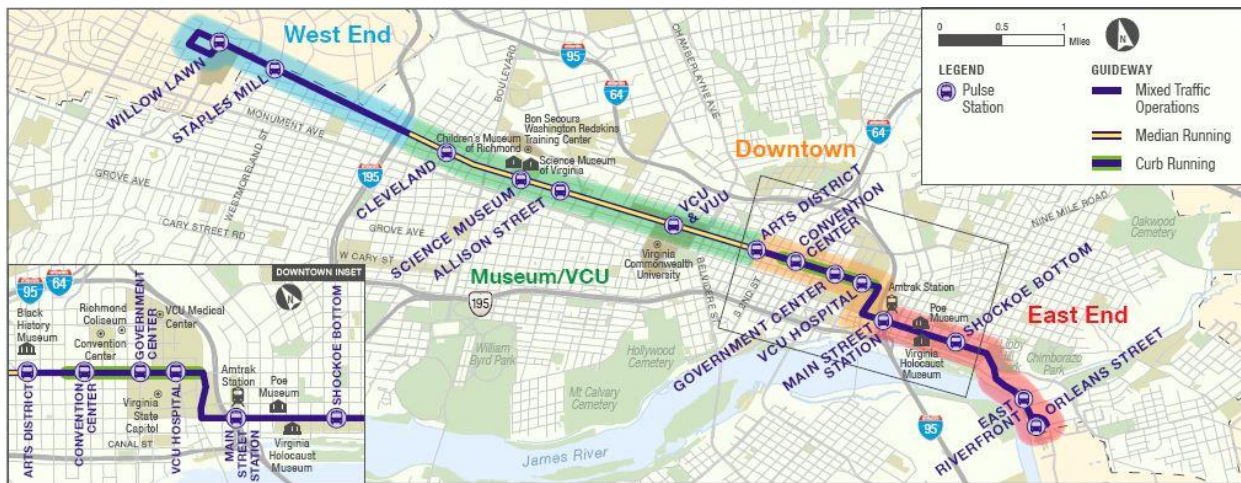 West End
WILLOW LAWN
STAPLES MILL
MONUMENT AVE
GROVE AVE
WESTMORELAND ST
CARY STREET RD
195
BOULEVARD
CHAMBERLAYNE AVE
INTERSTATE
95
64
Children's Museum
of Richmond
Bon Secours
Washington Redskins
Training Center
Science Museum
of Virginia
CLEVELAND
SCIENCE MUSEUM
ALLISON STREET
GROVE AVE
W CARY ST
Museum/VCU
VCU
& VUU
Virginia
Commonwealth
University
BELVIDERE ST
195
William
Byrd Park
Hollywood
Cemetery
Mt Calvary
Cemetery
James River
Downtown
64
ARTS DISTRICT
CONVENTION
CENTER
S 2ND ST
GOVERNMENT CENTER
VCU HOSPITAL
MAIN STREET
STATION
Amtrak Station
Poe
Museum
Virginia
Holocaust
Museum
SHOCKOE BOTTOM
East End
NINE MILE ROAD
Oakwood
Cemetery
Chimborazo
Park
EAST
RIVERFRONT
ORLEANS STREET
95
0 0.5 1
Miles
N
LEGEND
Pulse
Station
GUIDEWAY
Mixed Traffic
Operations
Median Running
Curb Running
DOWNTOWN INSET
N
95
64
Black
History
Museum
Richmond
Coliseum
Convention
Center
GOVERNMENT
CENTER
VCU Medical
Center
SHOCKOE BOTTOM
Amtrak
Station
Poe
Museum
ARTS DISTRICT
CONVENTION
CENTER
Virginia
State
Capitol
VCU HOSPITAL
MAIN
STREET
STATION
Virginia
Holocaust
Museum
CANAL ST